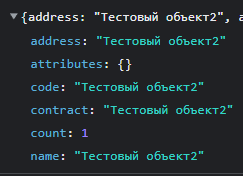 ▼{address: "Тестовый объект2", a
address: "Тестовый объект2"
attributes: {}
code: "Тестовый объект2"
contract: "Тестовый объект2"
count: 1
name: "Тестовый объект2"